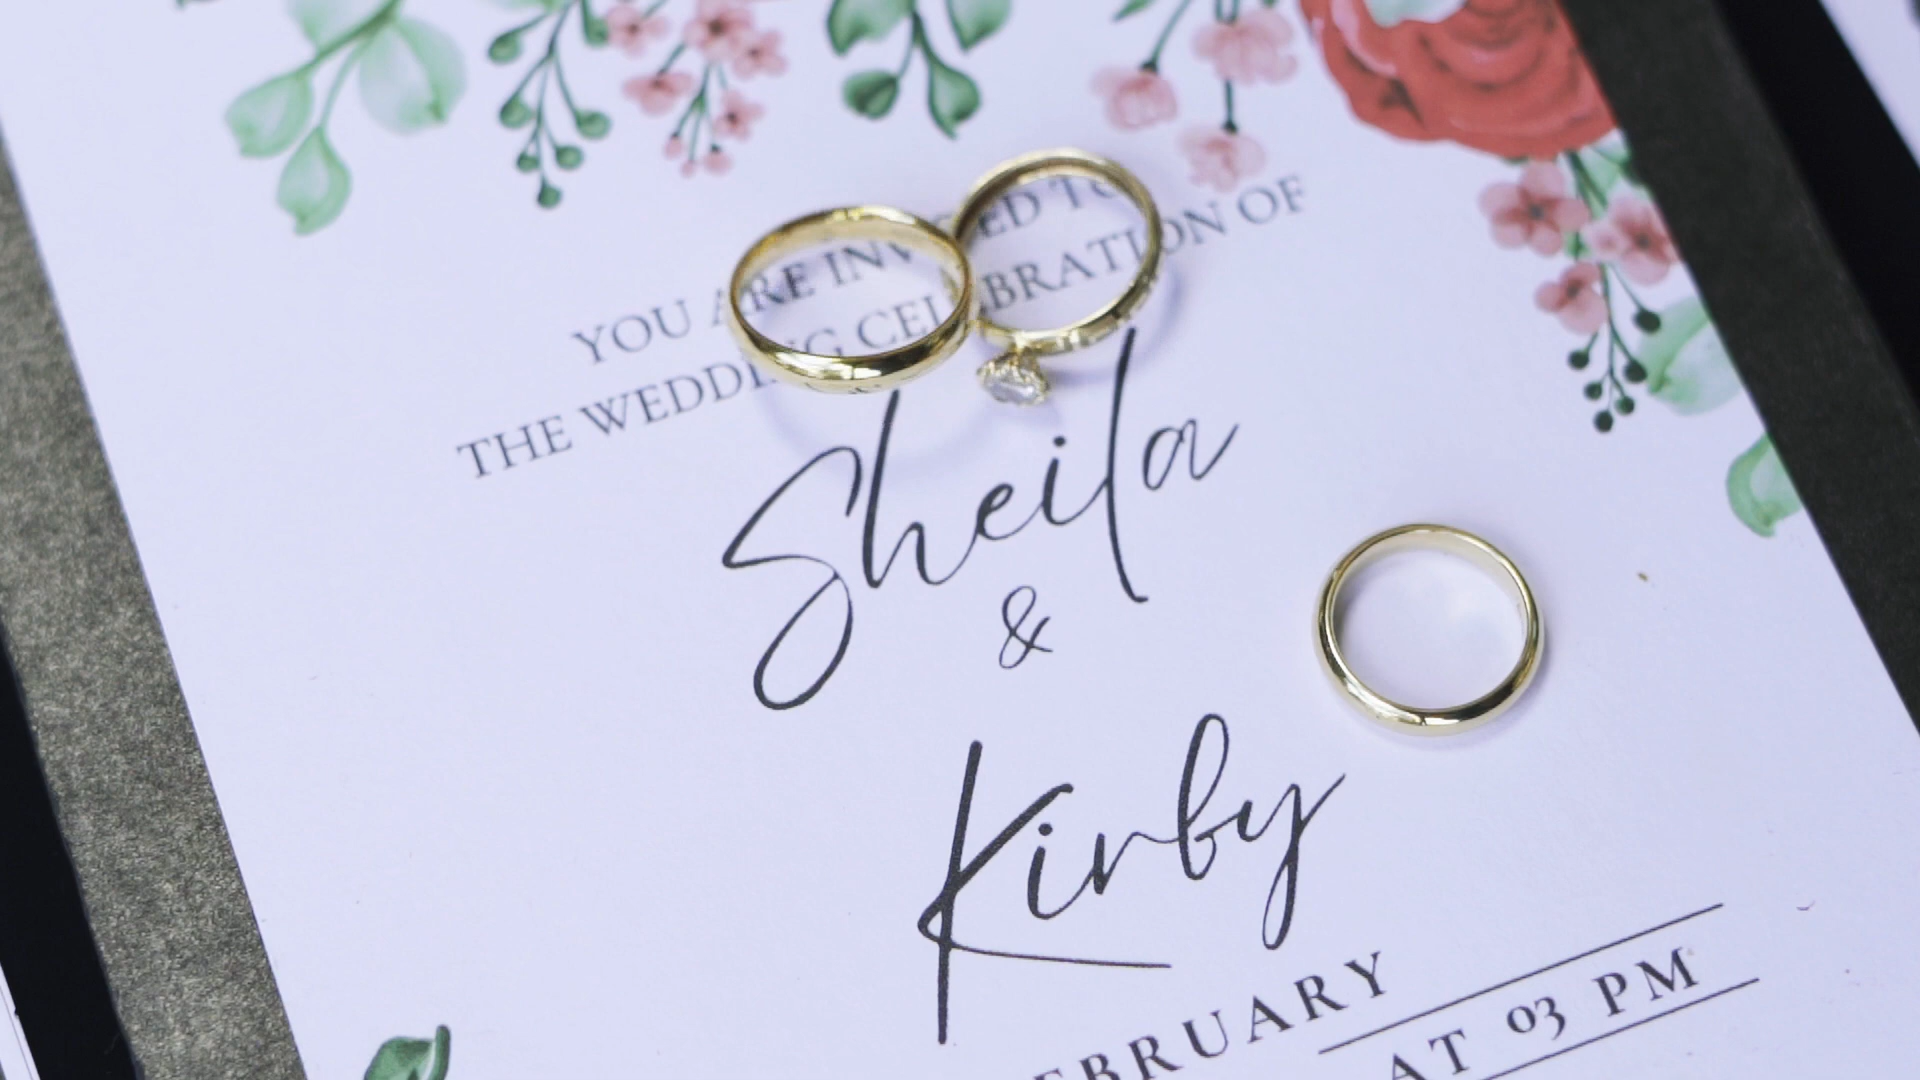 YOU ARE INVITED TO
THE WEDDING CELEBRATION OF
Sheila
&
Kirby
FEBRUARY
AT 03 PM